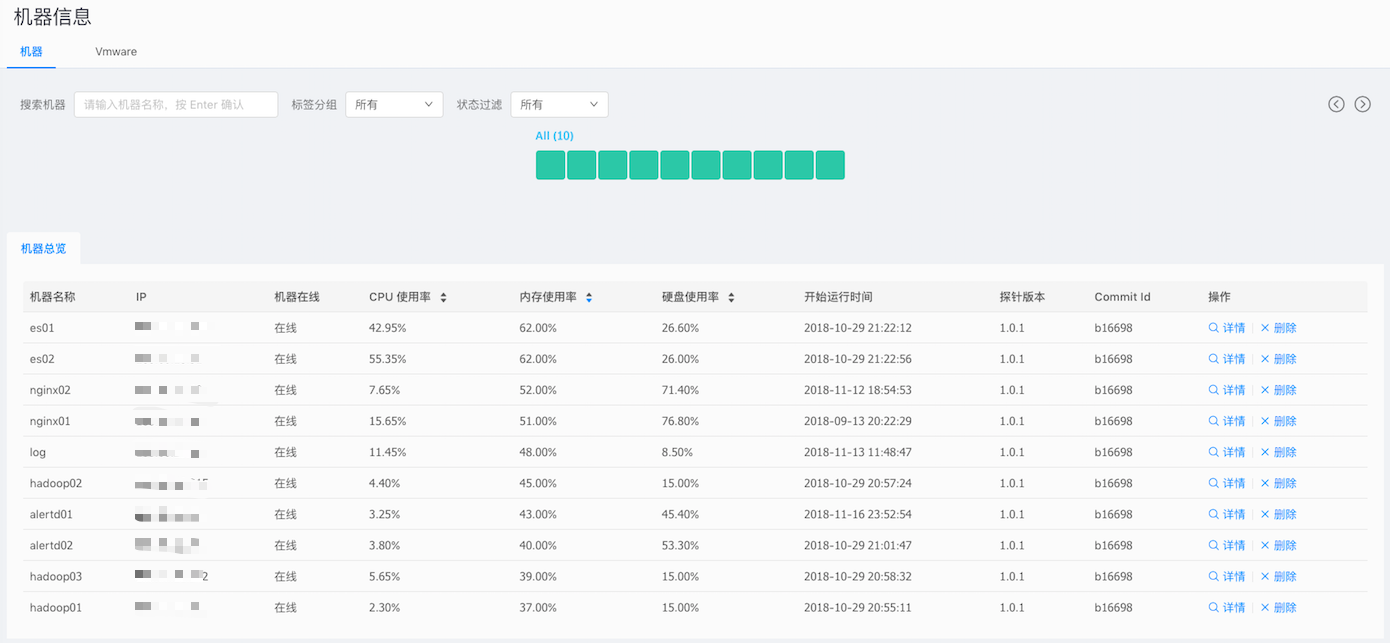 机器信息
机器 Vmware
搜索机器 请输入机器名称，按 Enter 确认 标签分组 所有 状态过滤 所有
All (10)
机器总览
机器名称 IP 机器在线 CPU 使用率 内存使用率 硬盘使用率 开始运行时间 探针版本 Commit Id 操作
es01 在线 42.95% 62.00% 26.60% 2018-10-29 21:22:12 1.0.1 b16698 详情 删除
es02 在线 55.35% 62.00% 26.00% 2018-10-29 21:22:56 1.0.1 b16698 详情 删除
nginx02 在线 7.65% 52.00% 71.40% 2018-11-12 18:54:53 1.0.1 b16698 详情 删除
nginx01 在线 15.65% 51.00% 76.80% 2018-09-13 20:22:29 1.0.1 b16698 详情 删除
log 在线 11.45% 48.00% 8.50% 2018-11-13 11:48:47 1.0.1 b16698 详情 删除
hadoop02 在线 4.40% 45.00% 15.00% 2018-10-29 20:57:24 1.0.1 b16698 详情 删除
alertd01 在线 3.25% 43.00% 45.40% 2018-11-16 23:52:54 1.0.1 b16698 详情 删除
alertd02 在线 3.80% 40.00% 53.30% 2018-10-29 21:01:47 1.0.1 b16698 详情 删除
hadoop03 在线 5.65% 39.00% 15.00% 2018-10-29 20:58:32 1.0.1 b16698 详情 删除
hadoop01 在线 2.30% 37.00% 15.00% 2018-10-29 20:55:11 1.0.1 b16698 详情 删除